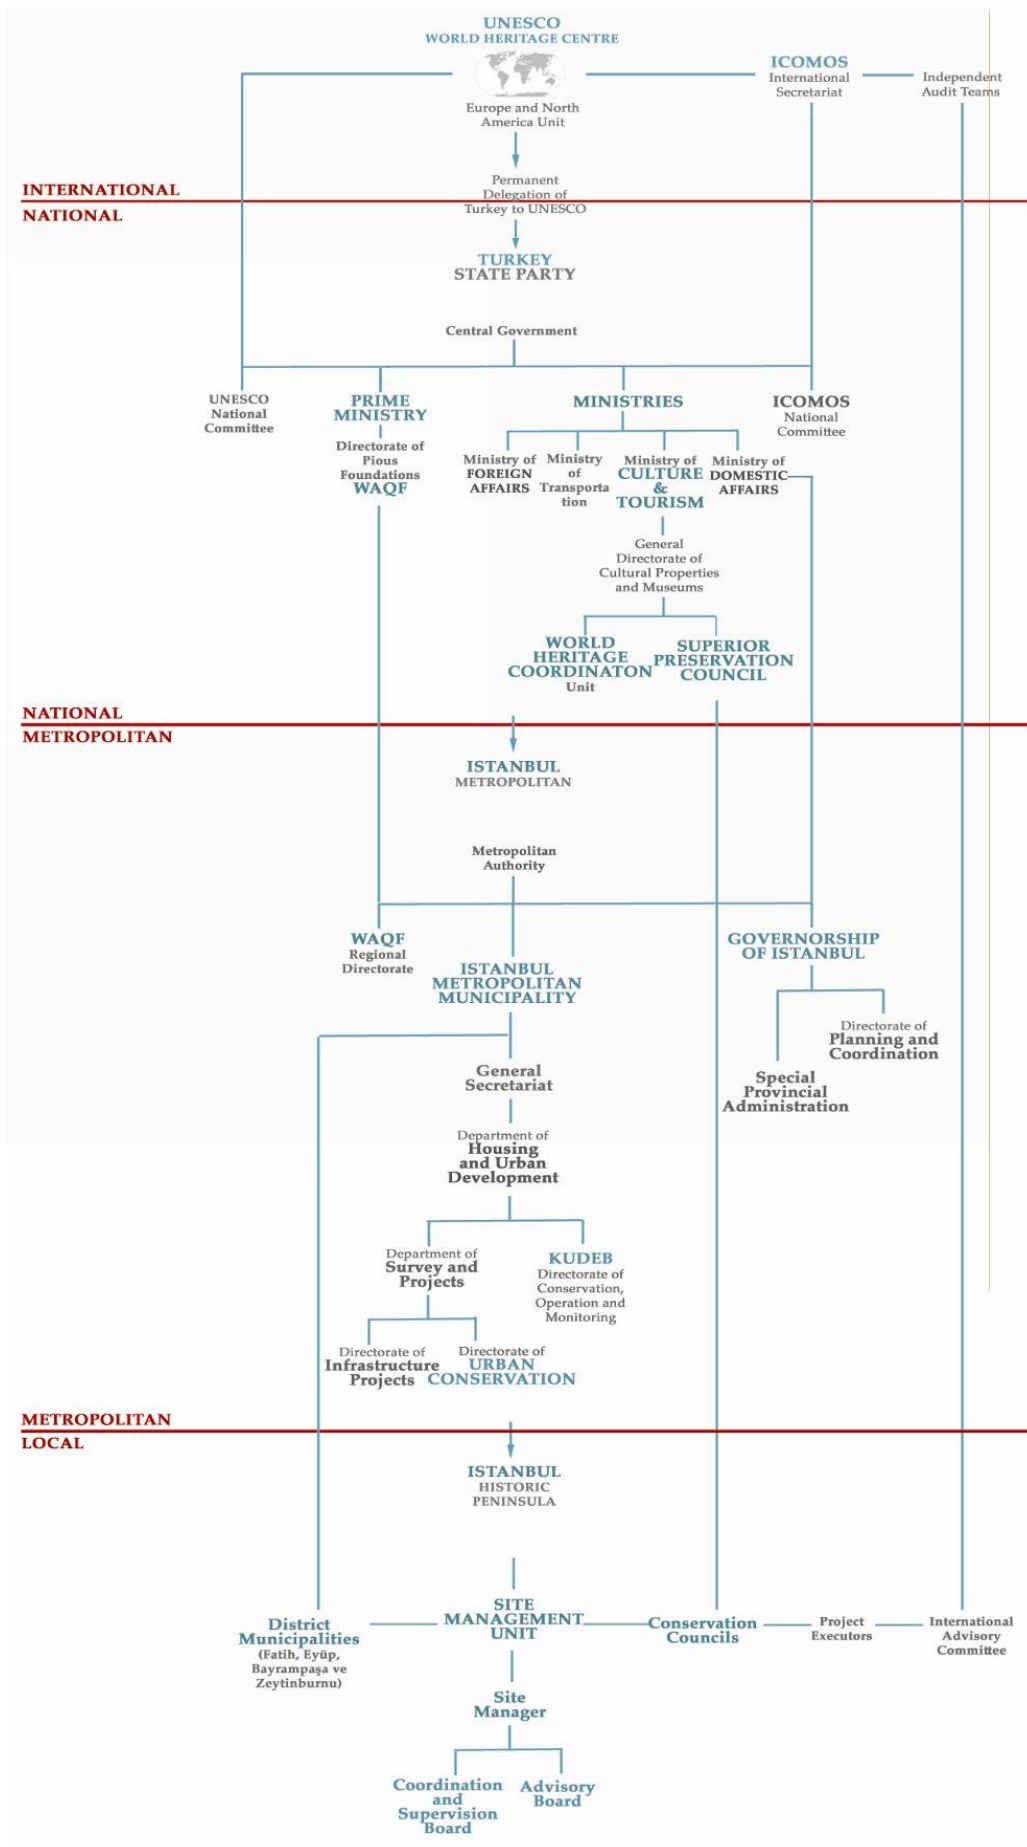 UNESCO
WORLD HERITAGE CENTRE
ICOMOS
International
Secretariat
Independent
Audit Teams
Europe and North
America Unit
Permanent
Delegation of
Turkey to UNESCO
INTERNATIONAL
NATIONAL
TURKEY
STATE PARTY
Central Government
UNESCO
National
Committee
PRIME
MINISTRY
Directorate of
Pious
Foundations
WAQF
MINISTRIES
ICOMOS
National
Committee
Ministry of
FOREIGN
AFFAIRS
Ministry
of
Transporta
tion
Ministry of
CULTURE
&
TOURISM
Ministry of
DOMESTIC
AFFAIRS
General
Directorate of
Cultural Properties
and Museums
WORLD
HERITAGE
COORDINATON
Unit
SUPERIOR
PRESERVATION
COUNCIL
NATIONAL
METROPOLITAN
ISTANBUL
METROPOLITAN
Metropolitan
Authority
WAQF
Regional
Directorate
ISTANBUL
METROPOLITAN
MUNICIPALITY
GOVERNORSHIP
OF ISTANBUL
Directorate of
Planning and
Coordination
Special
Provincial
Administration
General
Secretariat
Department of
Housing
and Urban
Development
Department of
Survey and
Projects
KUDEB
Directorate of
Conservation,
Operation and
Monitoring
Directorate of
Infrastructure
Projects
Directorate of
URBAN
CONSERVATION
METROPOLITAN
LOCAL
ISTANBUL
HISTORIC
PENINSULA
District
Municipalities
(Fatih, Eyüp,
Bayrampaşa ve
Zeytinburnu)
SITE
MANAGEMENT
UNIT
Conservation
Councils
Project
Executors
International
Advisory
Committee
Site
Manager
Coordination
and
Supervision
Board
Advisory
Board